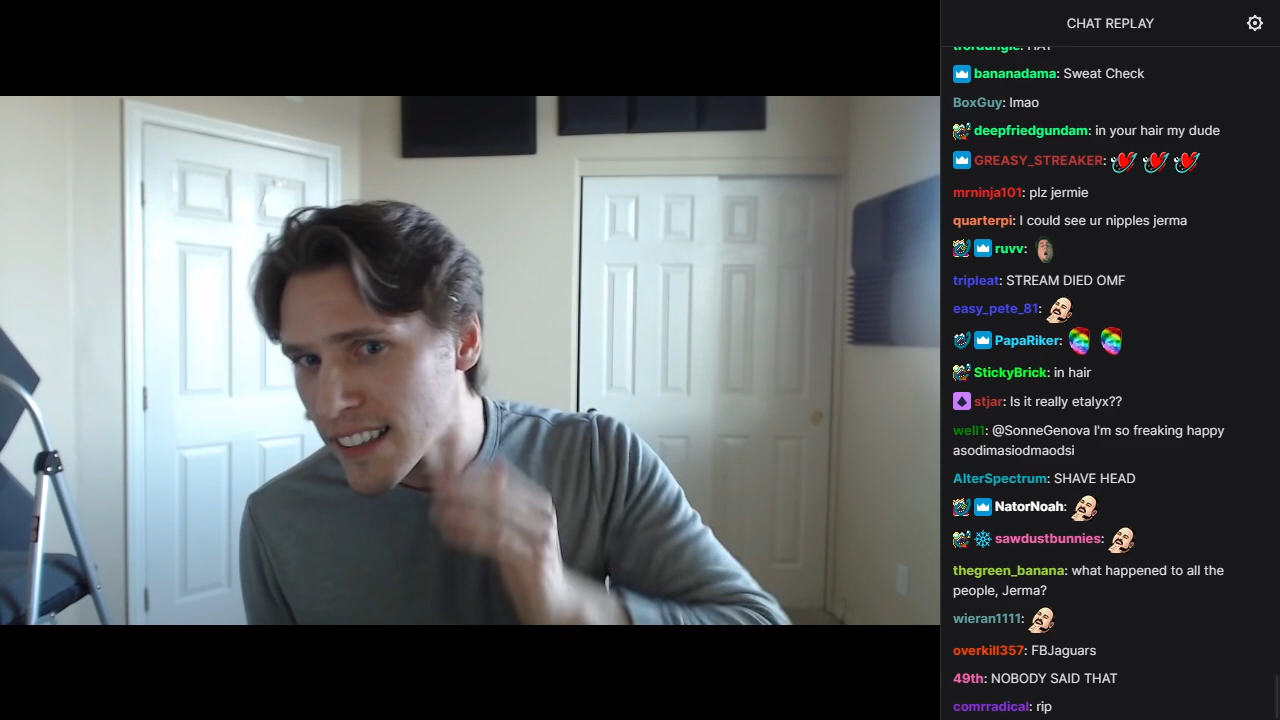 CHAT REPLAY
bananadama: Sweat Check
BoxGuy: lmao
deepfriedgundam: in your hair my dude
GREASY_STREAKER:
mrninja101: plz jermie
quarterpi: I could see ur nipples jerma
ruvv:
tripleat: STREAM DIED OMF
easy_pete_81:
PapaRiker:
StickyBrick: in hair
stjar: Is it really etalyx??
well1: @SonneGenova I'm so freaking happy
asodimasiodmaodsi
AlterSpectrum: SHAVE HEAD
NatorNoah:
sawdustbunnies:
thegreen_banana: what happened to all the
people, Jerma?
wieran1111:
overkill357: FBJaguars
49th: NOBODY SAID THAT
comrradical: rip